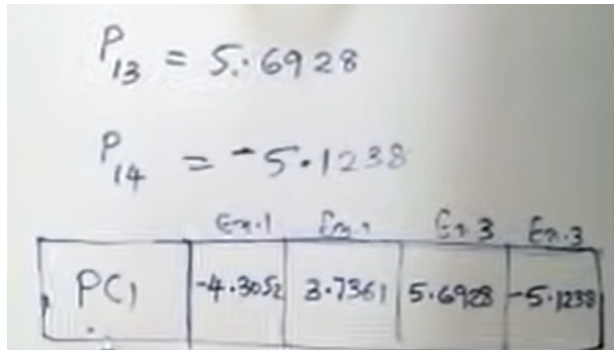 P13 = 5.6928
P14 = -5.1238
Ex.1 Ex.3 Ex.3
PC1 -4.3052 3.7361 5.6928 -5.1238